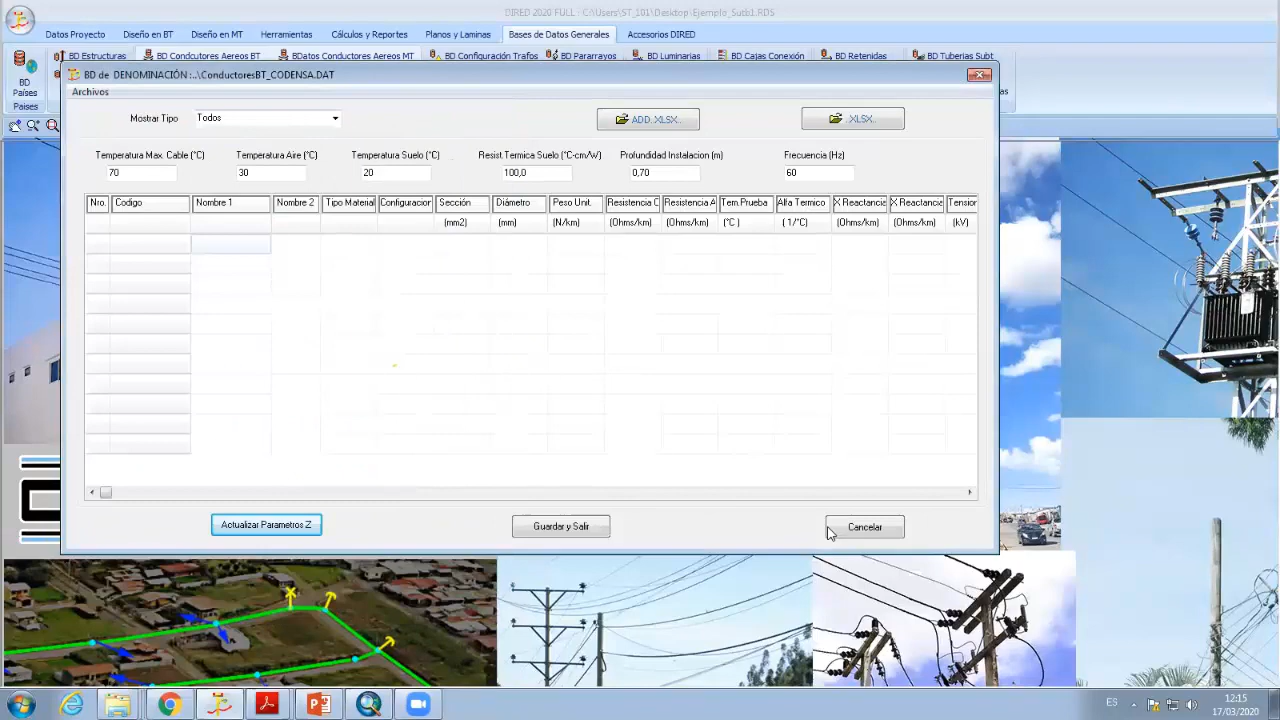 DIRED 2020 FULL - C:\Users\ST_101\Desktop\Ejemplo_Sutb1.RDS
Datos Proyecto Diseño en BT Diseño en MT Herramientas Cálculos y Reportes Planos y Laminas Bases de Datos Generales Accesorios DIRED
BD Estructuras BD Condcutores Aereos BT BDatos Conductores Aereos MT BD Configuración Trafos BD Pararrayos BD Luminarias BD Cajas Conexión BD Retenidas BD Tuberias Subt
BD
Países
Paises
BD de DENOMINACIÓN :..\ConductoresBT_CODENSA.DAT
Archivos
Mostrar Tipo Todos ADD. XLSX.. .XLSX..
Temperatura Max. Cable (°C) Temperatura Aire (°C) Temperatura Suelo (°C) Resist.Termica Suelo (°C-cm/W) Profundidad Instalacion (m) Frecuencia (Hz)
70 30 20 100,0 0,70 60
Nro. Codigo Nombre 1 Nombre 2 Tipo Material Configuracion Sección Diámetro Peso Unit. Resistencia C Resistencia A Tem.Prueba Alfa Termico X Reactancia X Reactancia Tension
(mm2) (mm) (N/km) (Ohms/km) (Ohms/km) (°C ) ( 1/°C) (Ohms/km) (Ohms/km) (kV)
Actualizar Parametros Z Guardar y Salir Cancelar
ES 12:15
17/03/2020